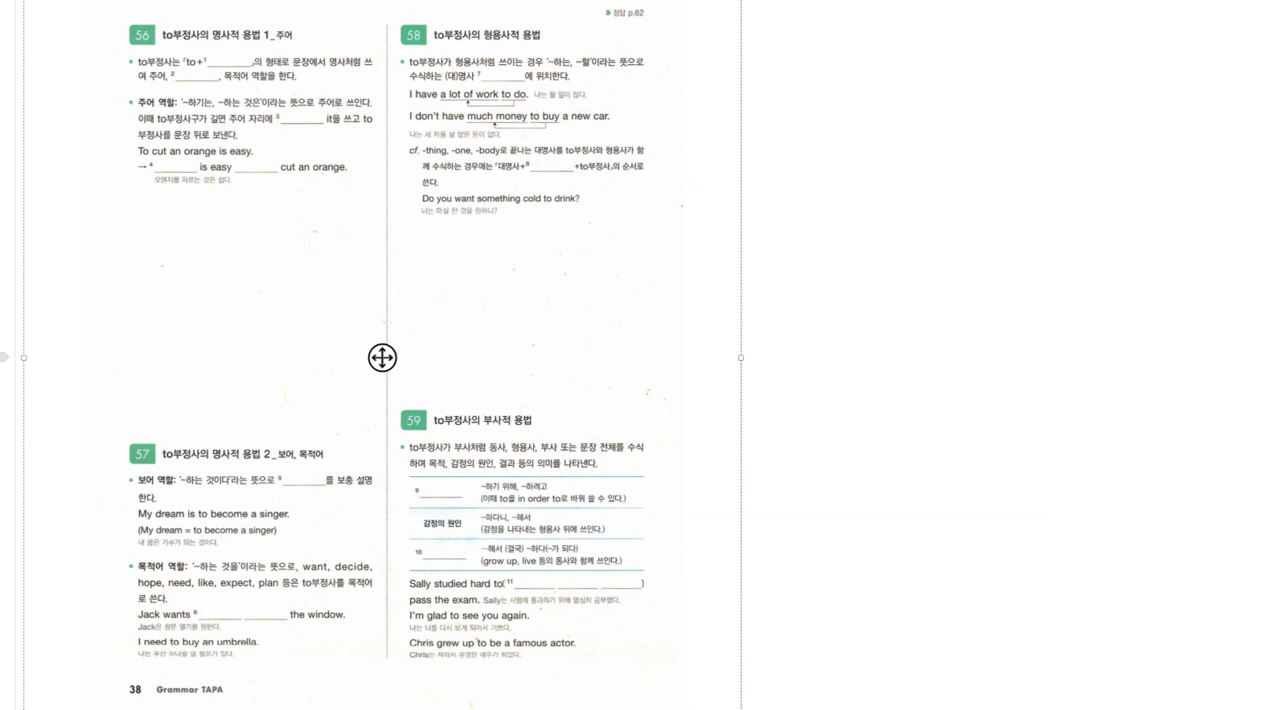 » 정답 p.62
56 to부정사의 명사적 용법 1_주어
• to부정사는 「to+¹________」의 형태로 문장에서 명사처럼 쓰
여 주어, ²________, 목적어 역할을 한다.
• 주어 역할: '~하기는, ~하는 것은'이라는 뜻으로 주어로 쓰인다.
이때 to부정사구가 길면 주어 자리에 ³________ it을 쓰고 to
부정사를 문장 뒤로 보낸다.
To cut an orange is easy.
→ ⁴________ is easy ________ cut an orange.
오렌지를 자르는 것은 쉽다.
57 to부정사의 명사적 용법 2_보어, 목적어
• 보어 역할: '~하는 것이다'라는 뜻으로 ⁵________를 보충 설명
한다.
My dream is to become a singer.
(My dream = to become a singer)
내 꿈은 가수가 되는 것이다.
• 목적어 역할: '~하는 것을'이라는 뜻으로, want, decide,
hope, need, like, expect, plan 등은 to부정사를 목적어
로 쓴다.
Jack wants ⁶________ ________ the window.
Jack은 창문 열기를 원한다.
I need to buy an umbrella.
나는 우산 하나를 살 필요가 있다.
58 to부정사의 형용사적 용법
• to부정사가 형용사처럼 쓰이는 경우 '~하는, ~할'이라는 뜻으로
수식하는 (대)명사 ⁷________에 위치한다.
I have a lot of work to do. 나는 할 일이 많다.
I don't have much money to buy a new car.
나는 새 차를 살 많은 돈이 없다.
cf. -thing, -one, -body로 끝나는 대명사를 to부정사와 형용사가 함
께 수식하는 경우에는 「대명사+⁸________+to부정사」의 순서로
쓴다.
Do you want something cold to drink?
너는 마실 찬 것을 원하니?
59 to부정사의 부사적 용법
• to부정사가 부사처럼 동사, 형용사, 부사 또는 문장 전체를 수식
하며 목적, 감정의 원인, 결과 등의 의미를 나타낸다.
⁹________ ~하기 위해, ~하려고
(이때 to를 in order to로 바꿔 쓸 수 있다.)
감정의 원인 ~하다니, ~해서
(감정을 나타내는 형용사 뒤에 쓰인다.)
¹⁰________ …해서 (결국) ~하다(~가 되다)
(grow up, live 등의 동사와 함께 쓰인다.)
Sally studied hard to(¹¹________ ________ ________)
pass the exam. Sally는 시험에 통과하기 위해 열심히 공부했다.
I'm glad to see you again.
나는 너를 다시 보게 되어서 기쁘다.
Chris grew up to be a famous actor.
Chris는 자라서 유명한 배우가 되었다.
38 Grammar TAPA